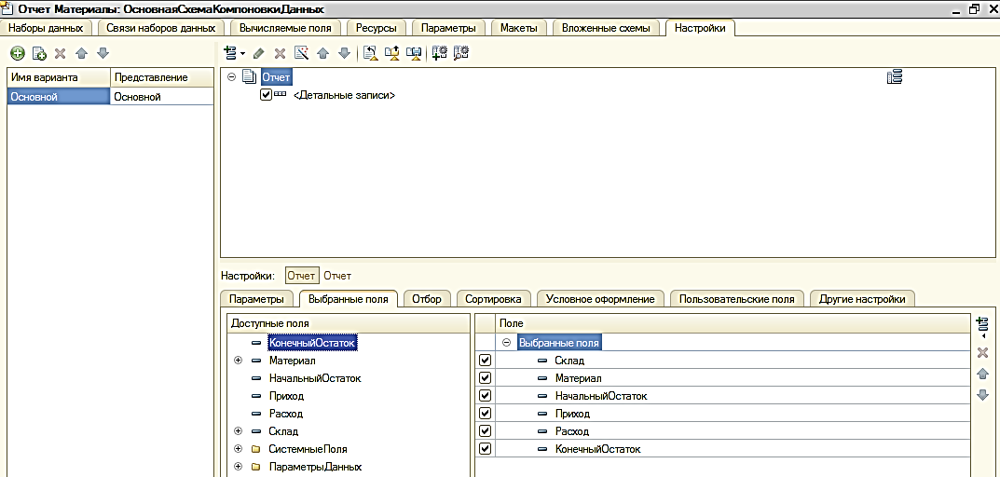 Отчет Материалы: ОсновнаяСхемаКомпоновкиДанных
Наборы данных Связи наборов данных Вычисляемые поля Ресурсы Параметры Макеты Вложенные схемы Настройки
Имя варианта Представление
Основной Основной
Отчет
<Детальные записи>
Настройки: Отчет Отчет
Параметры Выбранные поля Отбор Сортировка Условное оформление Пользовательские поля Другие настройки
Доступные поля
КонечныйОстаток
Материал
НачальныйОстаток
Приход
Расход
Склад
СистемныеПоля
ПараметрыДанных
Поле
Выбранные поля
Склад
Материал
НачальныйОстаток
Приход
Расход
КонечныйОстаток